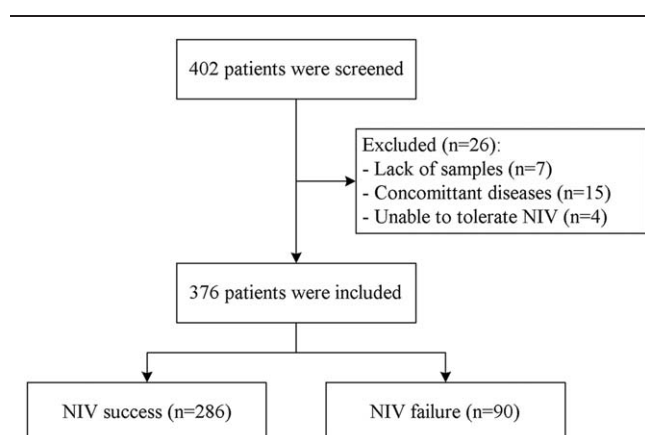 402 patients were screened
Excluded (n=26):
- Lack of samples (n=7)
- Concomittant diseases (n=15)
- Unable to tolerate NIV (n=4)
376 patients were included
NIV success (n=286)
NIV failure (n=90)